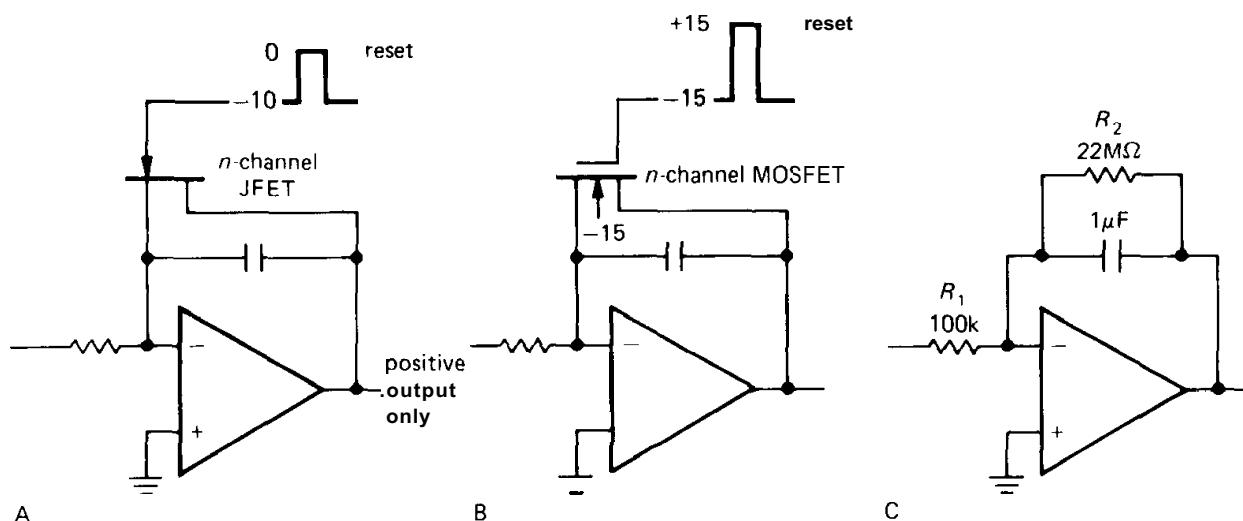 0
reset
−10
n-channel
JFET
−
+
positive
.output
only
A
+15
reset
−15
n-channel MOSFET
−15
−
B
R2
22MΩ
1μF
R1
100k
−
+
C